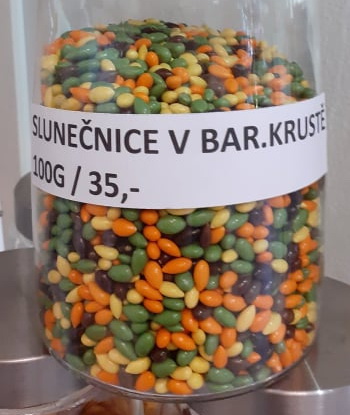 SLUNEČNICE V BAR.KRUSTĚ
100G / 35,-